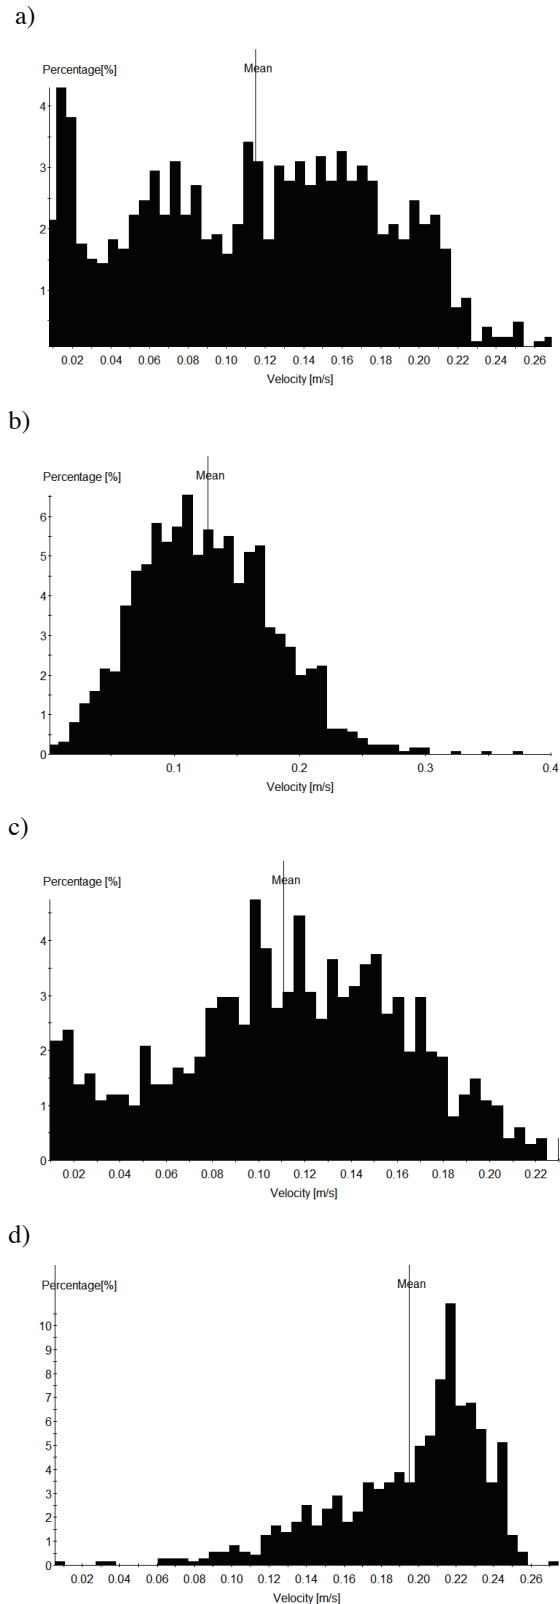 a)
Percentage[%]
Mean
4
3
2
1
0.02 0.04 0.06 0.08 0.10 0.12 0.14 0.16 0.18 0.20 0.22 0.24 0.26
Velocity [m/s]
b)
Percentage [%]
Mean
6
5
4
3
2
1
0
0.1 0.2 0.3 0.4
Velocity [m/s]
c)
Percentage [%]
Mean
4
3
2
1
0
0.02 0.04 0.06 0.08 0.10 0.12 0.14 0.16 0.18 0.20 0.22
Velocity [m/s]
d)
Percentage[%]
Mean
10
9
8
7
6
5
4
3
2
1
0
0.02 0.04 0.06 0.08 0.10 0.12 0.14 0.16 0.18 0.20 0.22 0.24 0.26
Velocity [m/s]